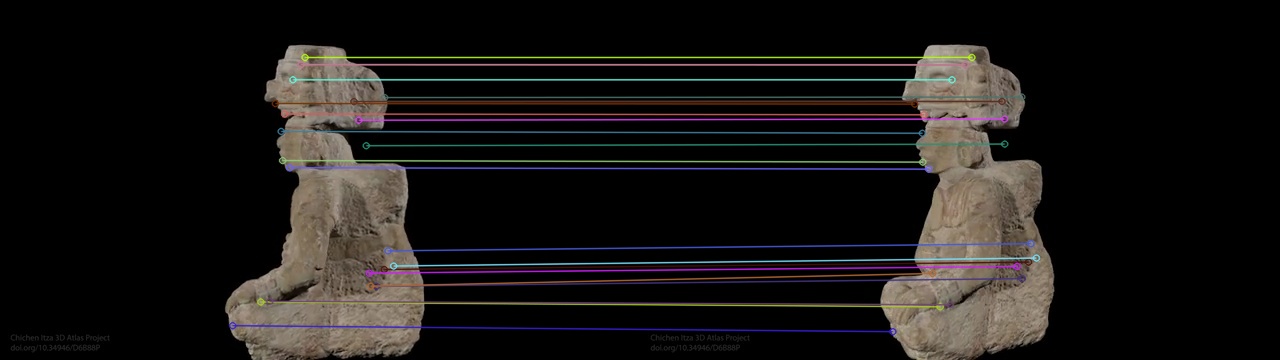 Chichen Itza 3D Atlas Project
doi.org/10.34946/D6B88P
Chichen Itza 3D Atlas Project
doi.org/10.34946/D6B88P